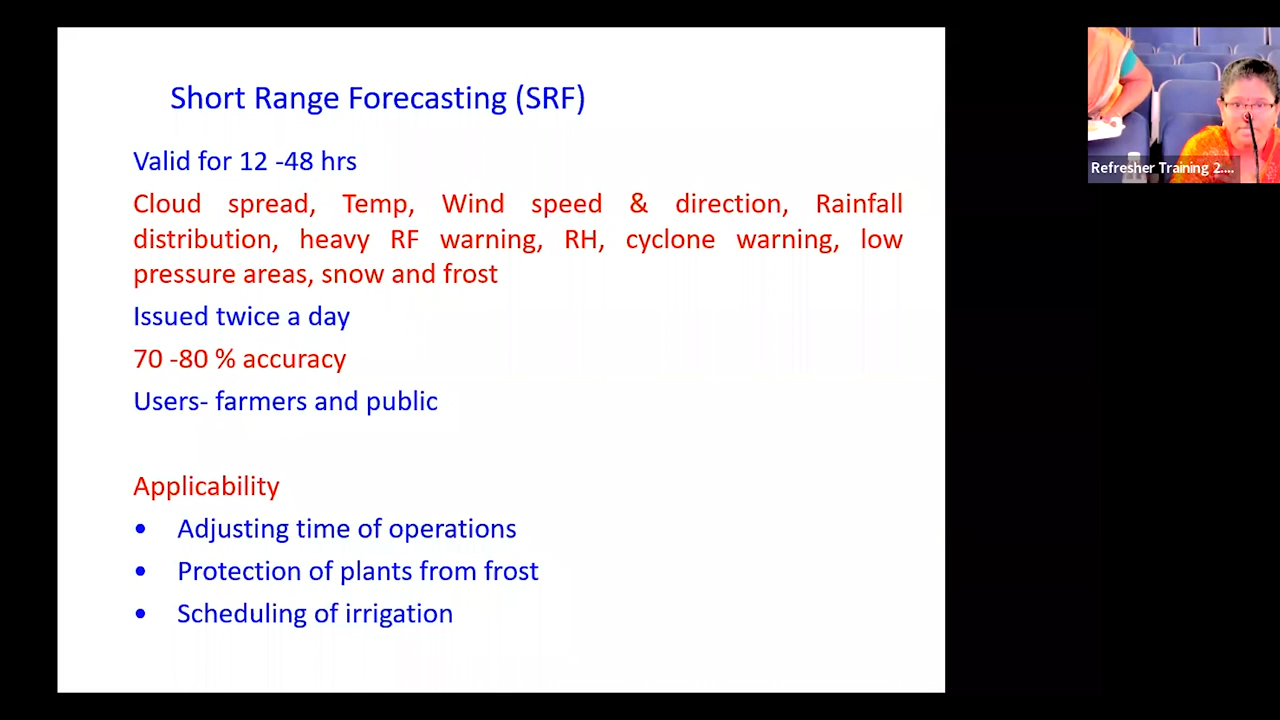 Short Range Forecasting (SRF)
Valid for 12 -48 hrs
Cloud spread, Temp, Wind speed & direction, Rainfall
distribution, heavy RF warning, RH, cyclone warning, low
pressure areas, snow and frost
Issued twice a day
70 -80 % accuracy
Users- farmers and public
Applicability
• Adjusting time of operations
• Protection of plants from frost
• Scheduling of irrigation
Refresher Training 2....